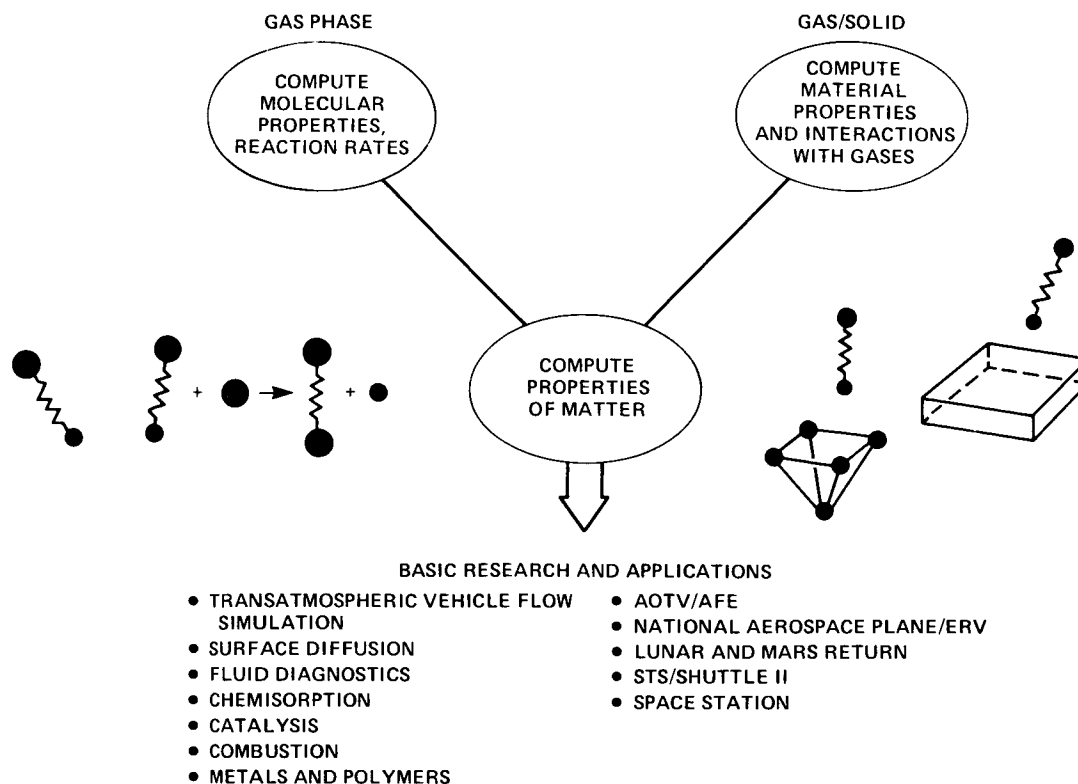 GAS PHASE
COMPUTE
MOLECULAR
PROPERTIES,
REACTION RATES
GAS/SOLID
COMPUTE
MATERIAL
PROPERTIES
AND INTERACTIONS
WITH GASES
+
+
COMPUTE
PROPERTIES
OF MATTER
BASIC RESEARCH AND APPLICATIONS
● TRANSATMOSPHERIC VEHICLE FLOW
SIMULATION
● SURFACE DIFFUSION
● FLUID DIAGNOSTICS
● CHEMISORPTION
● CATALYSIS
● COMBUSTION
● METALS AND POLYMERS
● AOTV/AFE
● NATIONAL AEROSPACE PLANE/ERV
● LUNAR AND MARS RETURN
● STS/SHUTTLE II
● SPACE STATION